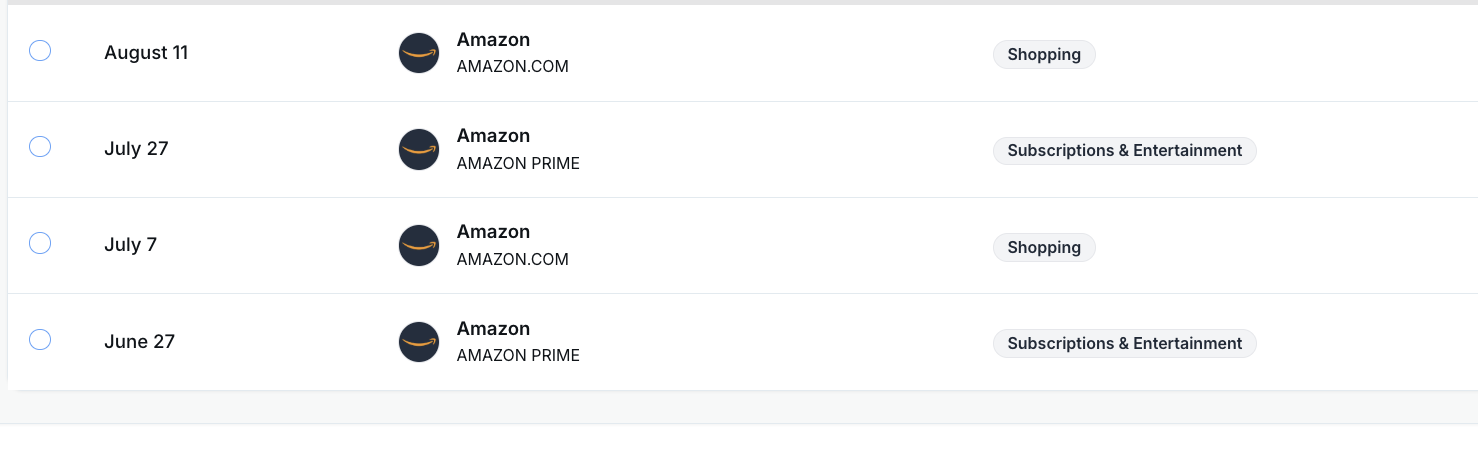 August 11
Amazon
AMAZON.COM
Shopping
July 27
Amazon
AMAZON PRIME
Subscriptions & Entertainment
July 7
Amazon
AMAZON.COM
Shopping
June 27
Amazon
AMAZON PRIME
Subscriptions & Entertainment